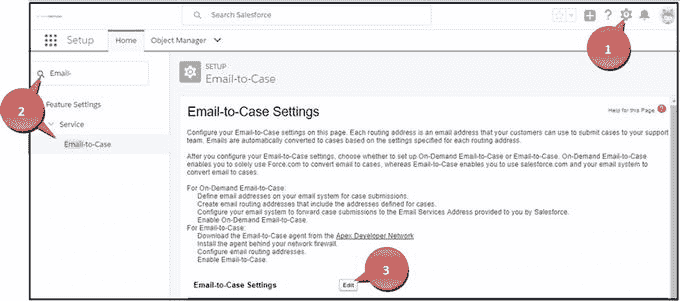 Search Salesforce
1
Setup
Home
Object Manager
Email-
2
Feature Settings
Service
Email-to-Case
SETUP
Email-to-Case
Email-to-Case Settings
Help for this Page
Configure your Email-to-Case settings on this page. Each routing address is an email address that your customers can use to submit cases to your support
team. Emails are automatically converted to cases based on the settings specified for each routing address.
After you configure your Email-to-Case settings, choose whether to set up On-Demand Email-to-Case or Email-to-Case. On-Demand Email-to-Case
enables you to solely use Force.com to convert email to cases, whereas Email-to-Case enables you to use salesforce.com and your email system to
convert email to cases.
For On-Demand Email-to-Case:
Define email addresses on your email system for case submissions.
Create email routing addresses that include the addresses defined for cases.
Configure your email system to forward case submissions to the Email Services Address provided to you by Salesforce.
Enable On-Demand Email-to-Case.
For Email-to-Case:
Download the Email-to-Case agent from the Apex Developer Network
Install the agent behind your network firewall.
Configure email routing addresses.
Enable Email-to-Case.
Email-to-Case Settings
Edit
3